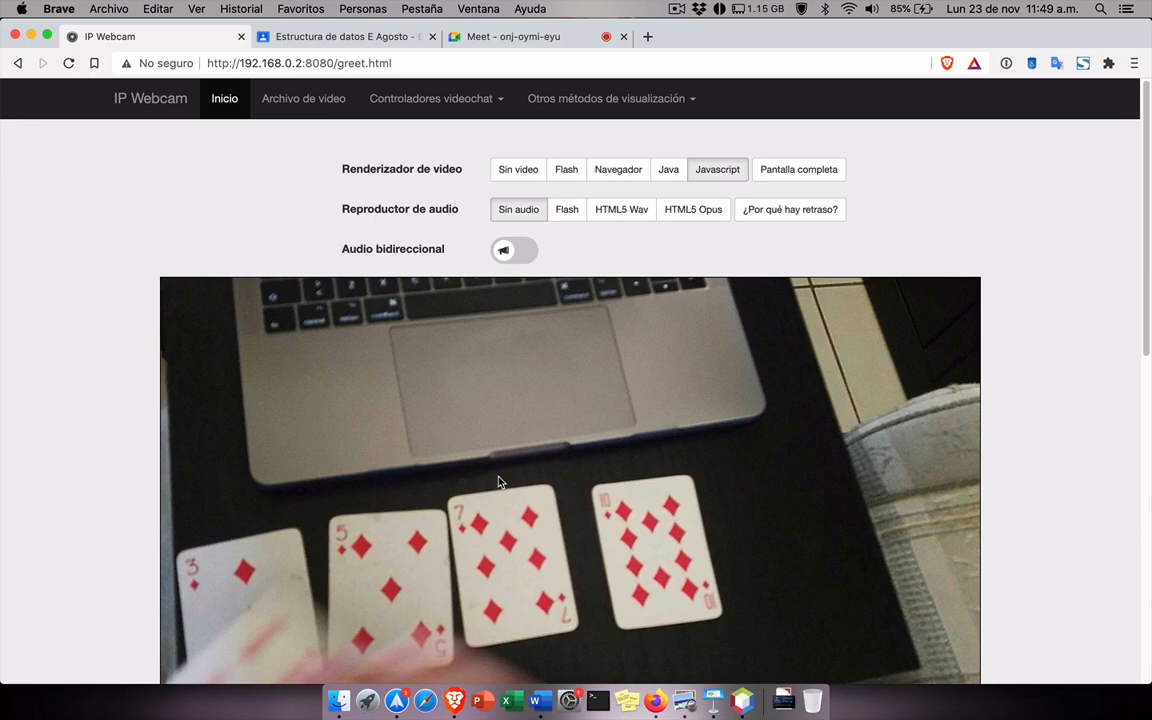 Brave Archivo Editar Ver Historial Favoritos Personas Pestaña Ventana Ayuda 1.15 GB 85% Lun 23 de nov 11:49 a.m.
IP Webcam Estructura de datos E Agosto - Meet - onj-oymi-eyu
No seguro http://192.168.0.2:8080/greet.html
IP Webcam Inicio Archivo de video Controladores videochat Otros métodos de visualización
Renderizador de video Sin video Flash Navegador Java Javascript Pantalla completa
Reproductor de audio Sin audio Flash HTML5 Wav HTML5 Opus ¿Por qué hay retraso?
Audio bidireccional
3 5 7 10
5 7 10